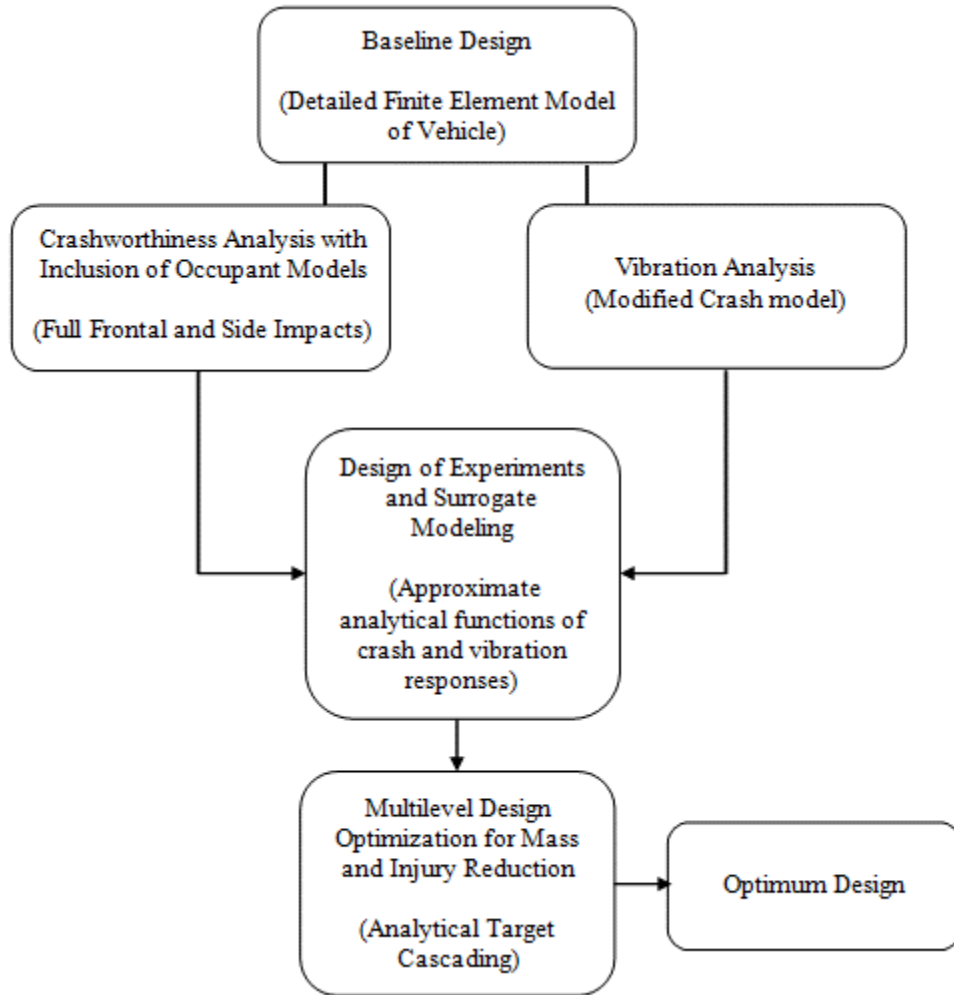 Baseline Design
(Detailed Finite Element Model
of Vehicle)
Crashworthiness Analysis with
Inclusion of Occupant Models
(Full Frontal and Side Impacts)
Vibration Analysis
(Modified Crash model)
Design of Experiments
and Surrogate
Modeling
(Approximate
analytical functions of
crash and vibration
responses)
Multilevel Design
Optimization for Mass
and Injury Reduction
(Analytical Target
Cascading)
Optimum Design